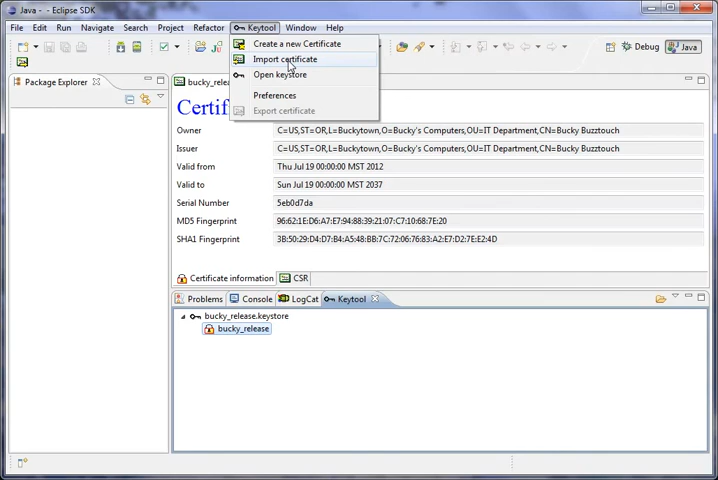 Java - Eclipse SDK
File Edit Run Navigate Search Project Refactor Keytool Window Help
Create a new Certificate
Import certificate
Open keystore
Preferences
Export certificate
Debug Java
Package Explorer
bucky_relea
Certif
Owner C=US,ST=OR,L=Buckytown,O=Bucky's Computers,OU=IT Department,CN=Bucky Buzztouch
Issuer C=US,ST=OR,L=Buckytown,O=Bucky's Computers,OU=IT Department,CN=Bucky Buzztouch
Valid from Thu Jul 19 00:00:00 MST 2012
Valid to Sun Jul 19 00:00:00 MST 2037
Serial Number 5eb0d7da
MD5 Fingerprint 96:62:1E:D6:A7:E7:94:88:39:21:07:C7:10:68:7E:20
SHA1 Fingerprint 3B:50:29:D4:D7:B4:A5:48:BB:7C:72:06:76:83:A2:E7:D2:7E:E2:4D
Certificate information CSR
Problems Console LogCat Keytool
bucky_release.keystore
bucky_release